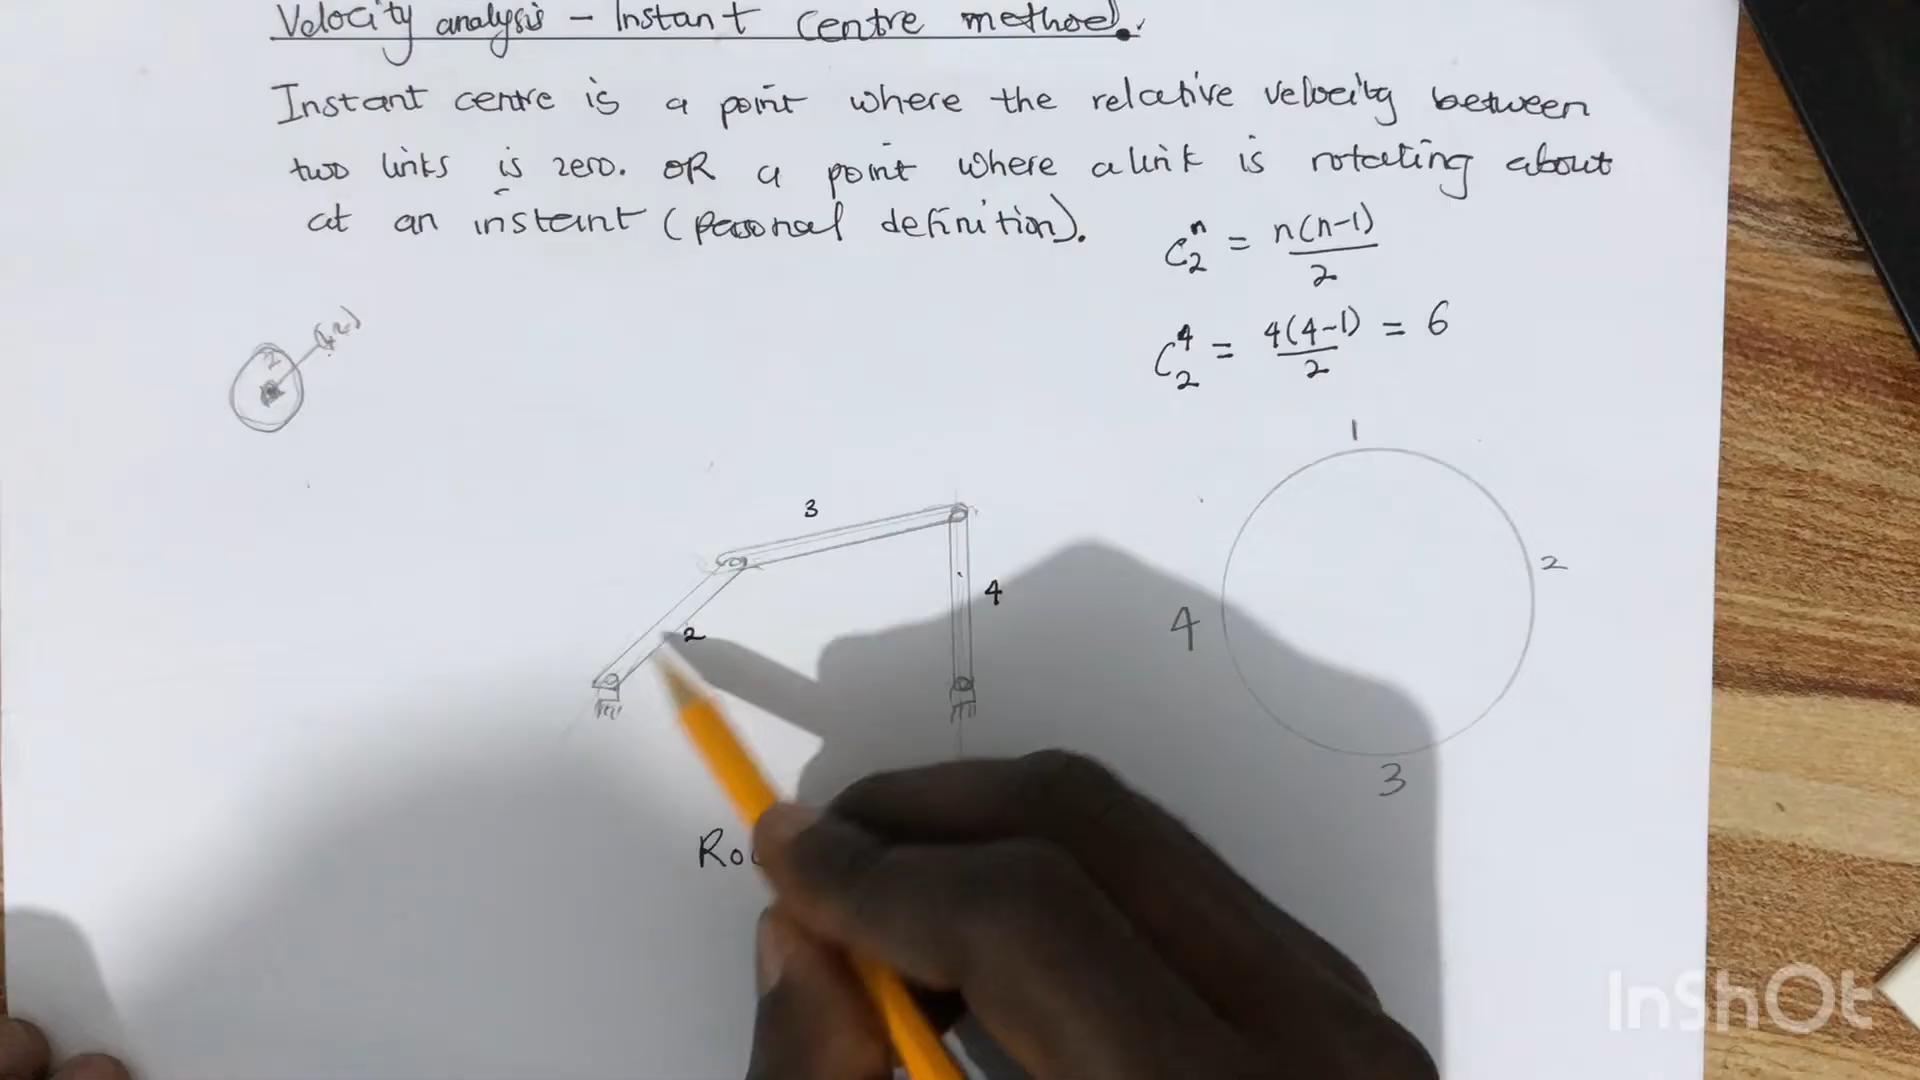 Velocity analysis - Instant centre method.
Instant centre is a point where the relative velocity between
two links is zero. OR a point where a link is rotating about
at an instant (personal definition).
C₂ⁿ = n(n-1)/2
C₂⁴ = 4(4-1)/2 = 6
2
1
3
2
4
4
2
3
InShOt